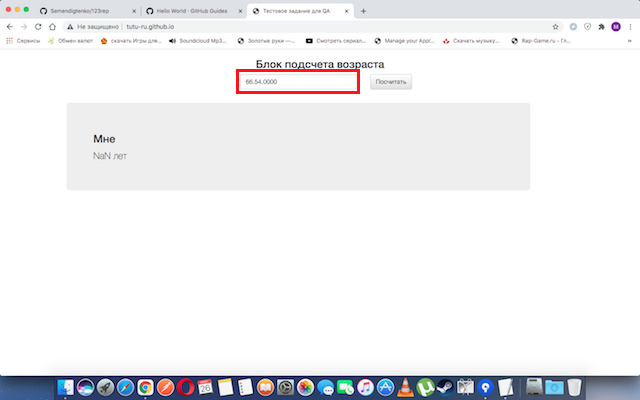 Semendigtenko/123rep
Hello World · GitHub Guides
Тестовое задание для QA
Не защищено
tutu-ru.github.io
Сервисы
Обмен валют
скачать Игры для...
Soundcloud Mp3...
Золотые руки —...
Смотреть сериал...
Manage your Appl...
Скачать музыку...
Rap-Game.ru - Гл...
Блок подсчета возраста
66.54.0000
Посчитать
Мне
NaN лет